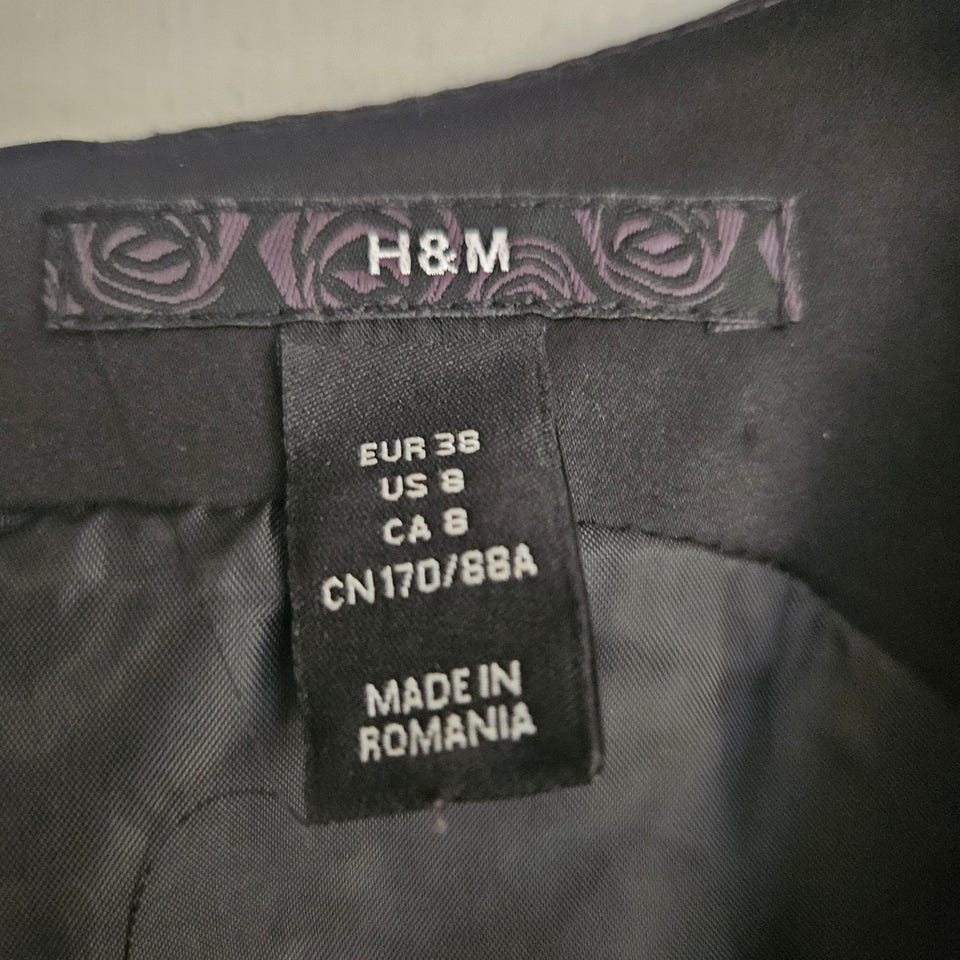 H&M
EUR 38
US 8
CA 8
CN170/88A
MADE IN
ROMANIA